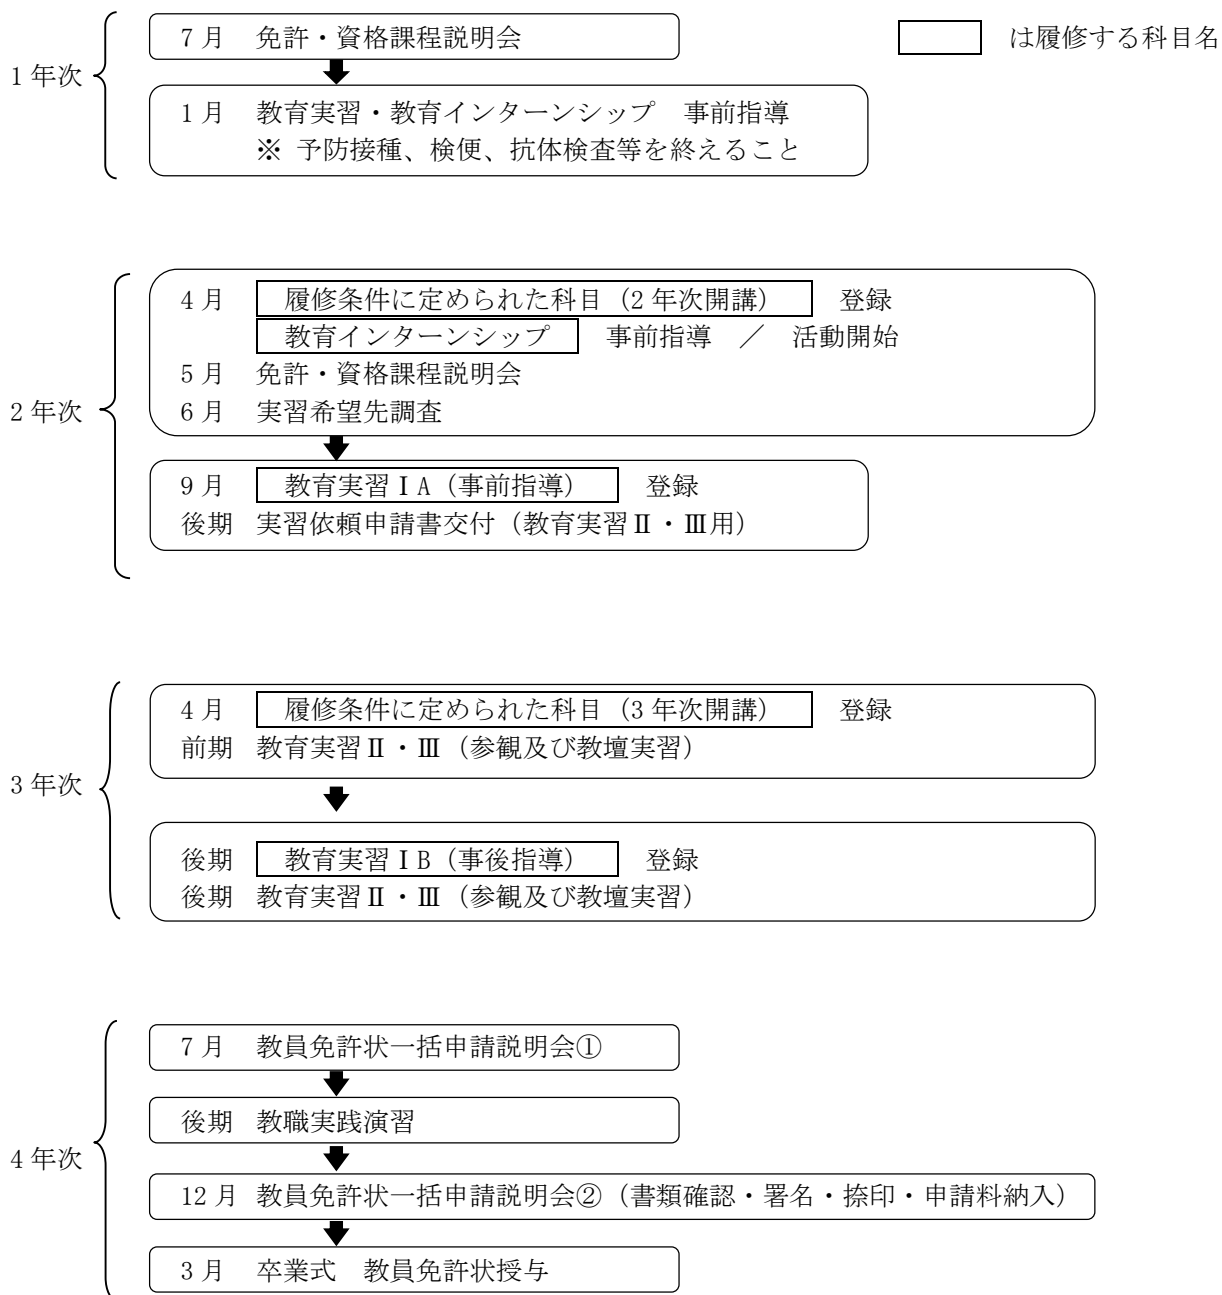 7月 免許・資格課程説明会
は履修する科目名
1年次
1月 教育実習・教育インターンシップ 事前指導
※ 予防接種、検便、抗体検査等を終えること
4月 履修条件に定められた科目(2年次開講) 登録
教育インターンシップ 事前指導 / 活動開始
5月 免許・資格課程説明会
2年次
6月 実習希望先調査
9月 教育実習ⅠA(事前指導) 登録
後期 実習依頼申請書交付(教育実習Ⅱ・Ⅲ用)
4月 履修条件に定められた科目(3年次開講) 登録
前期 教育実習Ⅱ・Ⅲ(参観及び教壇実習)
3年次
後期 教育実習ⅠB(事後指導) 登録
後期 教育実習Ⅱ・Ⅲ(参観及び教壇実習)
7月 教員免許状一括申請説明会①
後期 教職実践演習
4年次
12月 教員免許状一括申請説明会②(書類確認・署名・捺印・申請料納入)
3月 卒業式 教員免許状授与